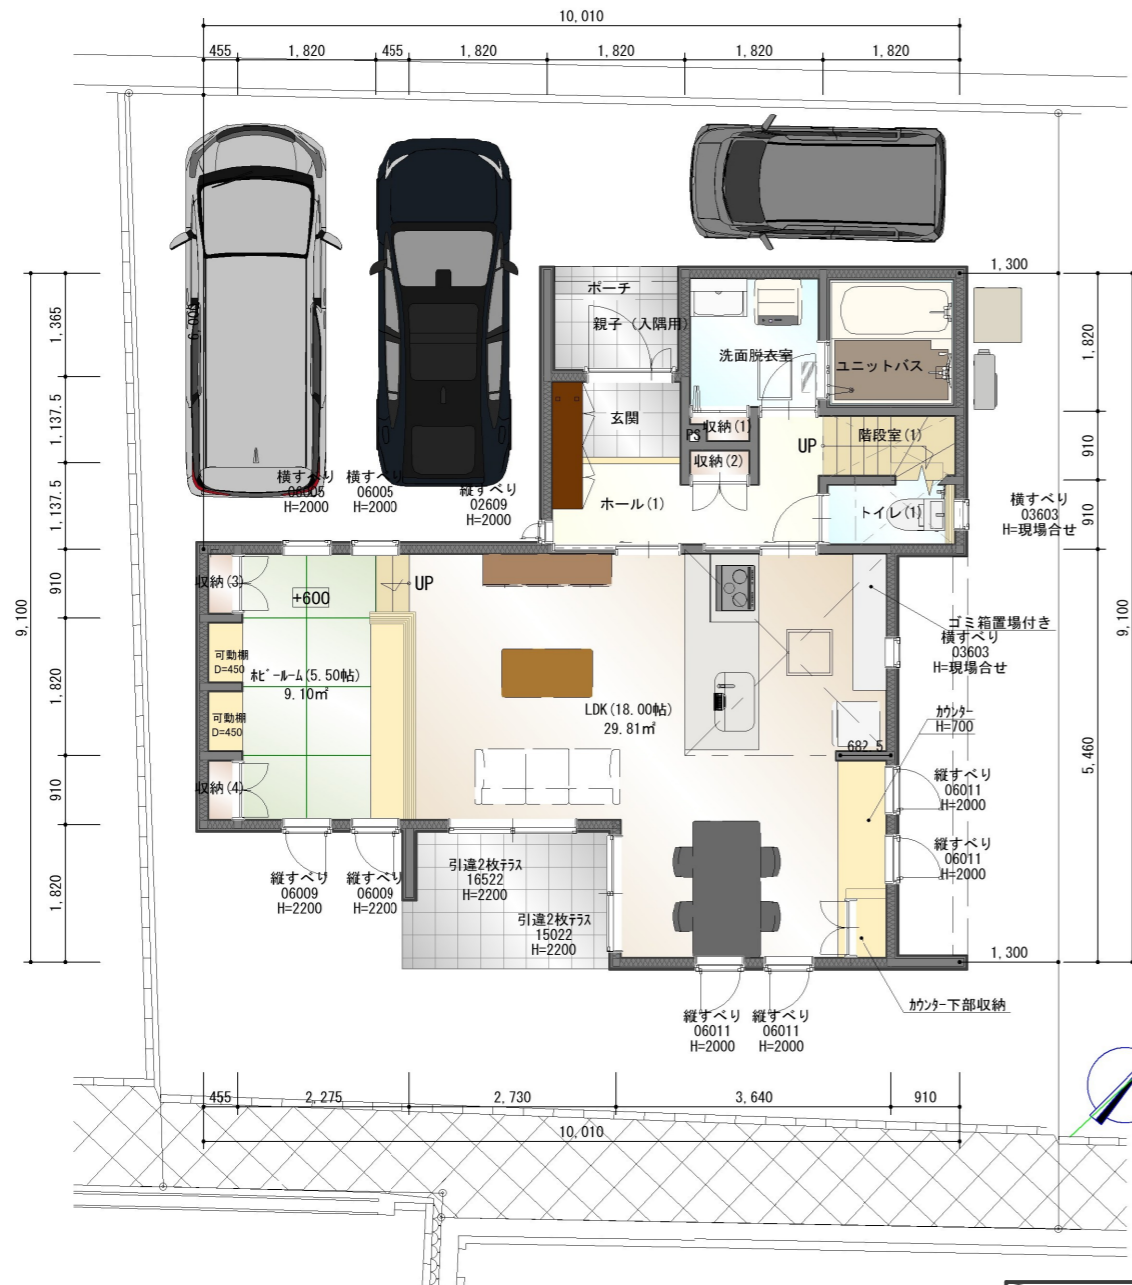 10,010
455
1,820
455
1,820
1,820
1,820
1,820
1,300
6,000
ポーチ
親子（入隅用）
洗面脱衣室
ユニットバス
玄関
収納(1)
PS
収納(2)
UP
階段室(1)
ホール(1)
トイレ(1)
横すべり
06005
H=2000
横すべり
06005
H=2000
縦すべり
02609
H=2000
横すべり
03603
H=現場合せ
1,365
1,137.5
1,137.5
910
1,820
910
1,820
9,100
1,820
910
910
5,460
9,100
収納(3)
+600
UP
可動棚
D=450
ホビールーム(5.50帖)
9.10㎡
可動棚
D=450
収納(4)
LDK(18.00帖)
29.81㎡
ゴミ箱置場付き
横すべり
03603
H=現場合せ
カウンター
H=700
682.5
縦すべり
06011
H=2000
縦すべり
06011
H=2000
縦すべり
06009
H=2200
縦すべり
06009
H=2200
引違2枚テラス
16522
H=2200
引違2枚テラス
15022
H=2200
1,300
カウンター下部収納
縦すべり
06011
H=2000
縦すべり
06011
H=2000
455
2,275
2,730
3,640
910
10,010